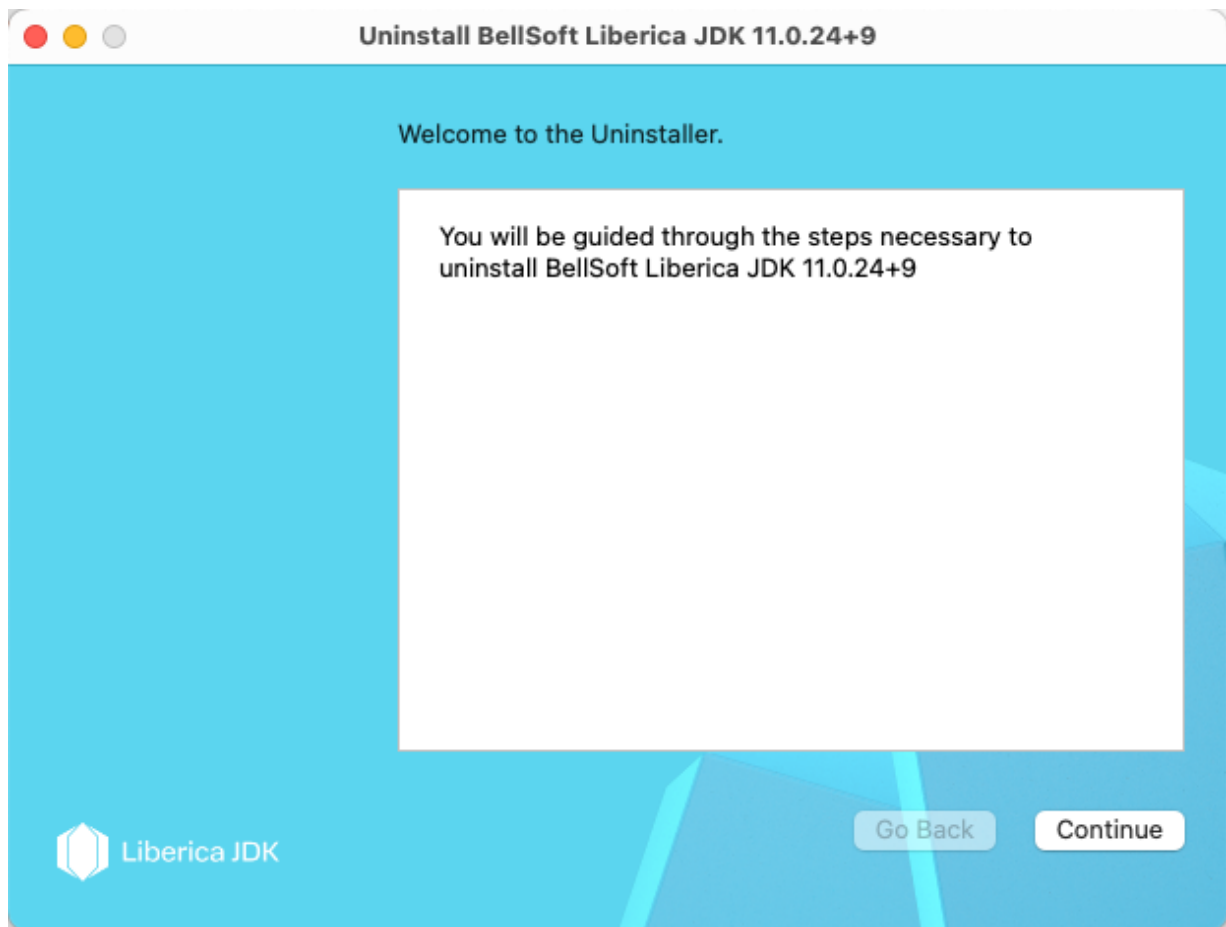 Uninstall BellSoft Liberica JDK 11.0.24+9
Welcome to the Uninstaller.
You will be guided through the steps necessary to
uninstall BellSoft Liberica JDK 11.0.24+9
Go Back
Continue
Liberica JDK